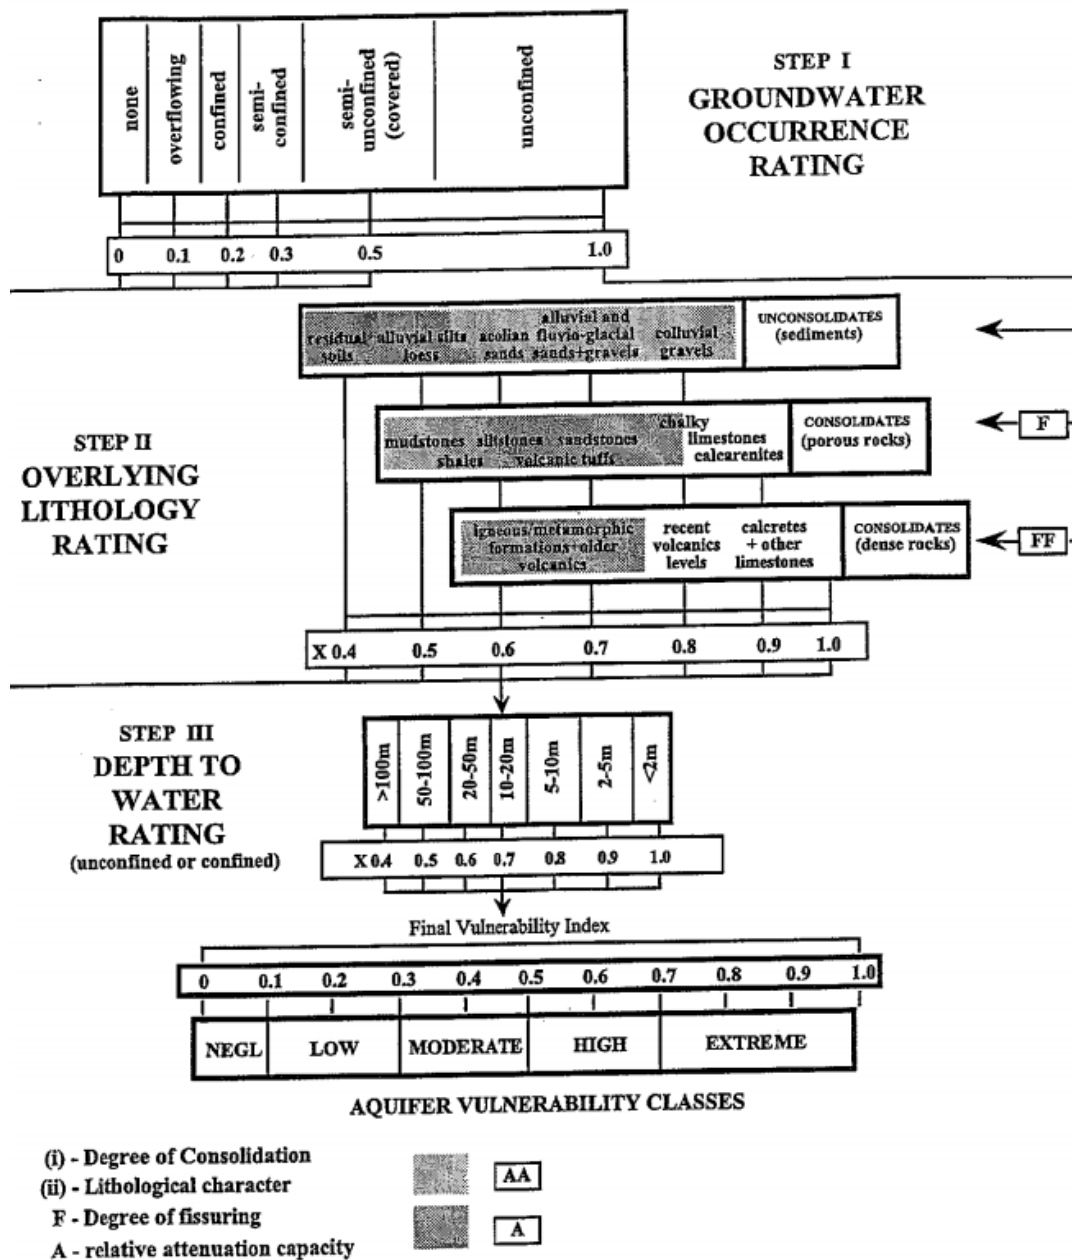 none
overflowing
confined
semi-
confined
semi-
unconfined
(covered)
unconfined
STEP I
GROUNDWATER
OCCURRENCE
RATING
0 0.1 0.2 0.3 0.5 1.0
residual
soils
alluvial silts
loess
aeolian
sands
alluvial and
fluvio-glacial
sands+gravels
colluvial
gravels
UNCONSOLIDATES
(sediments)
STEP II
OVERLYING
LITHOLOGY
RATING
mudstones
shales
siltstones
sandstones
volcanic tuffs
chalky
limestones
calcarenites
CONSOLIDATES
(porous rocks)
F
igneous/metamorphic
formations+older
volcanics
recent
volcanics
levels
calcretes
+ other
limestones
CONSOLIDATES
(dense rocks)
FF
X 0.4 0.5 0.6 0.7 0.8 0.9 1.0
STEP III
DEPTH TO
WATER
RATING
(unconfined or confined)
>100m
50-100m
20-50m
10-20m
5-10m
2-5m
<2m
X 0.4 0.5 0.6 0.7 0.8 0.9 1.0
Final Vulnerability Index
0 0.1 0.2 0.3 0.4 0.5 0.6 0.7 0.8 0.9 1.0
NEGL LOW MODERATE HIGH EXTREME
AQUIFER VULNERABILITY CLASSES
(i) - Degree of Consolidation
(ii) - Lithological character
F - Degree of fissuring
A - relative attenuation capacity
AA
A